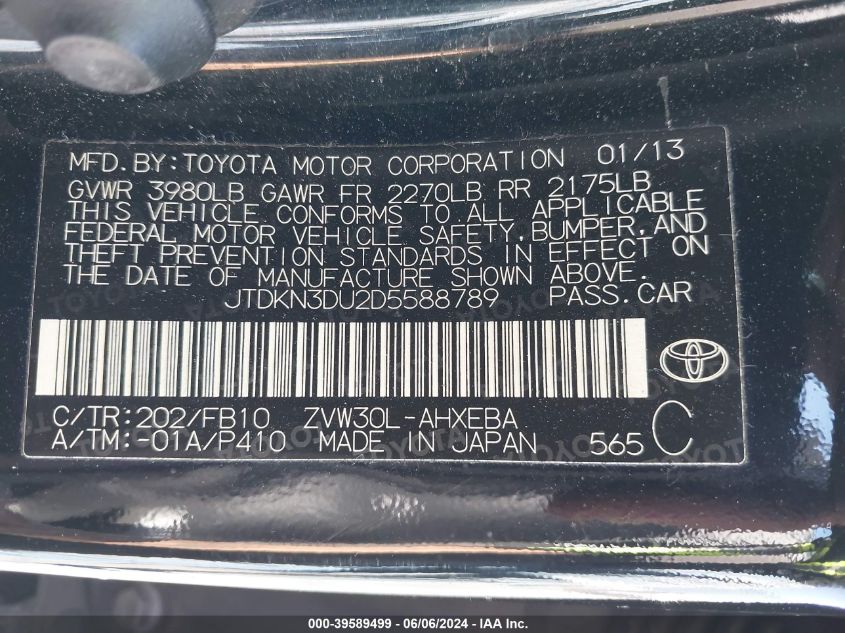 MFD.BY:TOYOTA MOTOR CORPORATION 01/13
GVWR 3980LB GAWR FR 2270LB RR 2175LB
THIS VEHICLE CONFORMS TO ALL APPLICABLE
FEDERAL MOTOR VEHICLE SAFETY,BUMPER,AND
THEFT PREVENTION STANDARDS IN EFFECT ON
THE DATE OF MANUFACTURE SHOWN ABOVE.
JTDKN3DU2D5588789 PASS.CAR
C/TR:202/FB10 ZVW30L-AHXEBA
A/TM:-01A/P410 MADE IN JAPAN 565 C
000-39589499 - 06/06/2024 - IAA Inc.